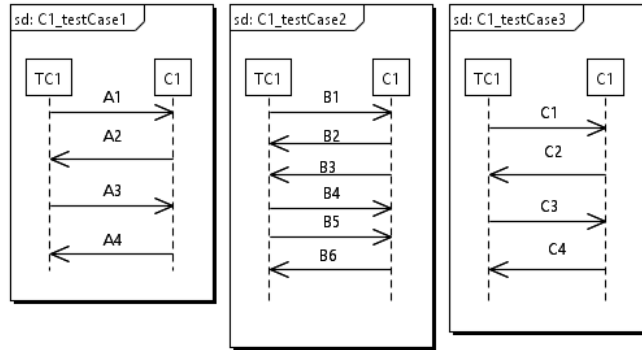 sd: C1_testCase1
TC1 C1
A1
A2
A3
A4
sd: C1_testCase2
TC1 C1
B1
B2
B3
B4
B5
B6
sd: C1_testCase3
TC1 C1
C1
C2
C3
C4